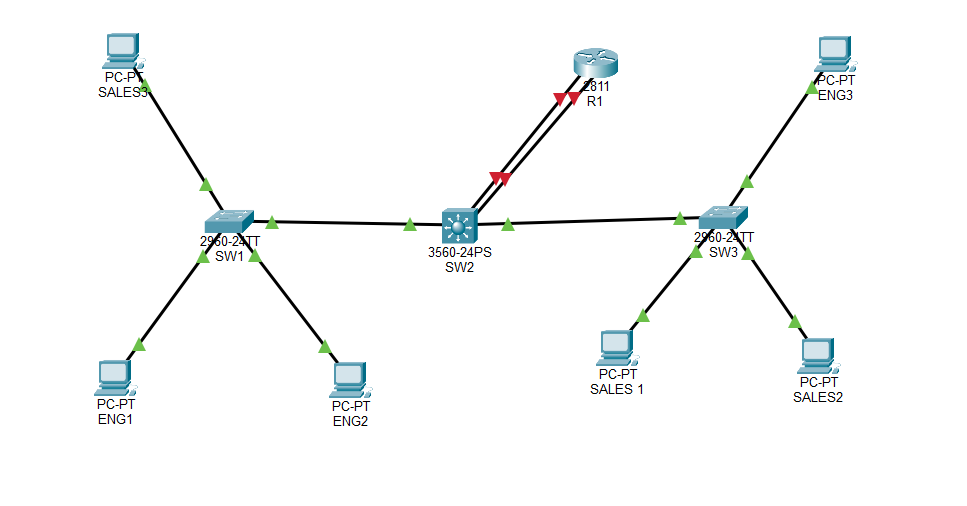 PC-PT
SALES3
2811
R1
PC-PT
ENG3
2960-24TT
SW1
3560-24PS
SW2
2960-24TT
SW3
PC-PT
ENG1
PC-PT
ENG2
PC-PT
SALES 1
PC-PT
SALES2